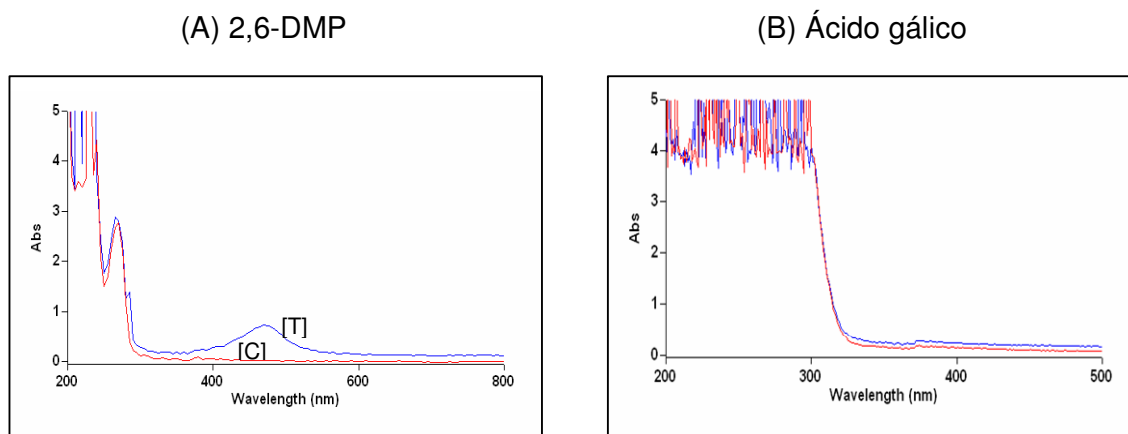 (A) 2,6-DMP
(B) Ácido gálico
5
4
3
2
1
0
Abs
[T]
[C]
200
400
600
800
Wavelength (nm)
5
4
3
2
1
0
Abs
200
300
400
500
Wavelength (nm)